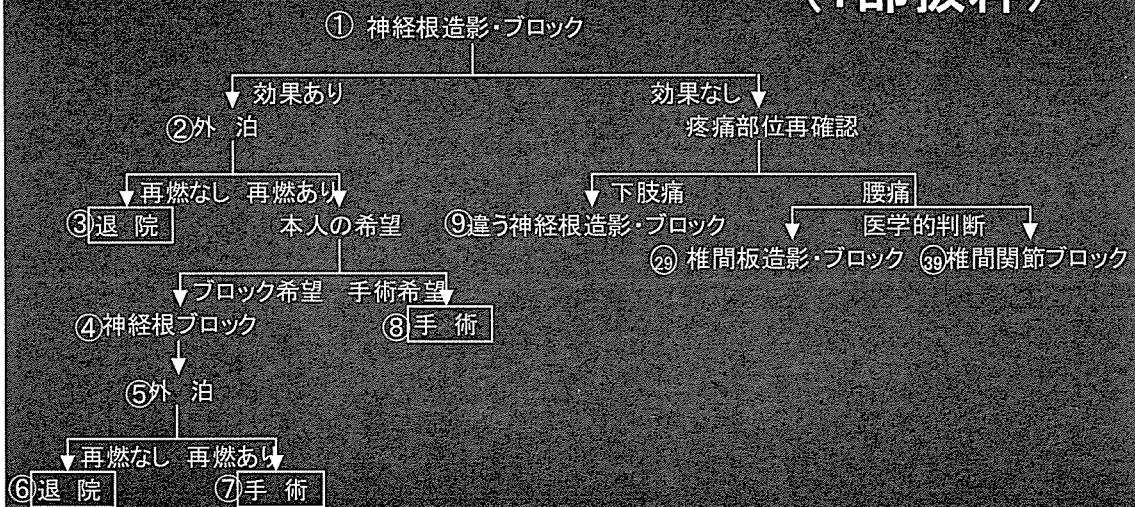 (1部抜粋)
① 神経根造影・ブロック
効果あり 効果なし
②外 泊 疼痛部位再確認
再燃なし 再燃あり 下肢痛 腰痛
③退 院 本人の希望 ⑨違う神経根造影・ブロック 医学的判断
㉙ 椎間板造影・ブロック ㊴椎間関節ブロック
ブロック希望 手術希望
④神経根ブロック ⑧手 術
⑤外 泊
再燃なし 再燃あり
⑥退 院 ⑦手 術